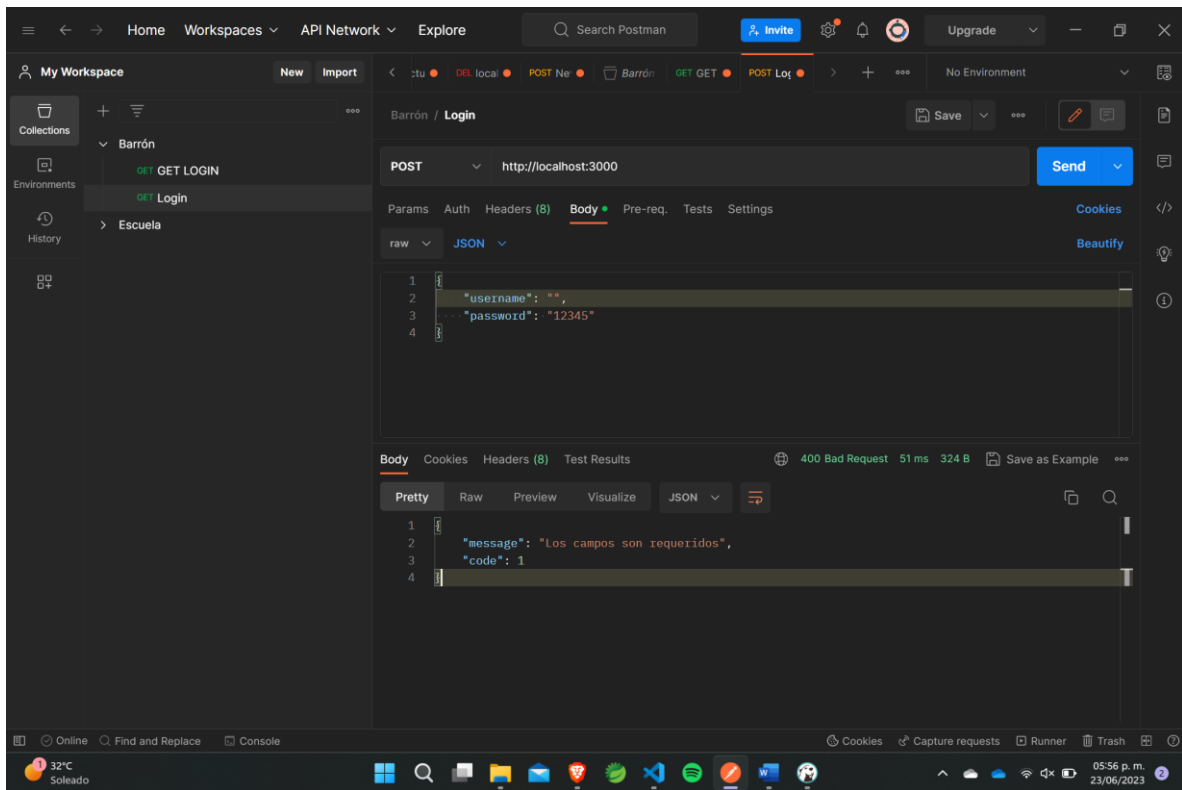 Home Workspaces API Network Explore Search Postman Invite Upgrade
My Workspace New Import ctu DEL local POST Ne GET GET POST Log No Environment
Barrón
Collections
Environments
History
Barrón
GET GET LOGIN
GET Login
Escuela
Barrón / Login Save
POST http://localhost:3000 Send
Params Auth Headers (8) Body Pre-req. Tests Settings Cookies
raw JSON Beautify
1 {
2 "username": "",
3 "password": "12345"
4 }
Body Cookies Headers (8) Test Results 400 Bad Request 51 ms 324 B Save as Example
Pretty Raw Preview Visualize JSON
1 {
2 "message": "Los campos son requeridos",
3 "code": 1
4 }
Online Find and Replace Console Cookies Capture requests Runner Trash
1 32°C
Soleado
05:56 p. m.
23/06/2023
2